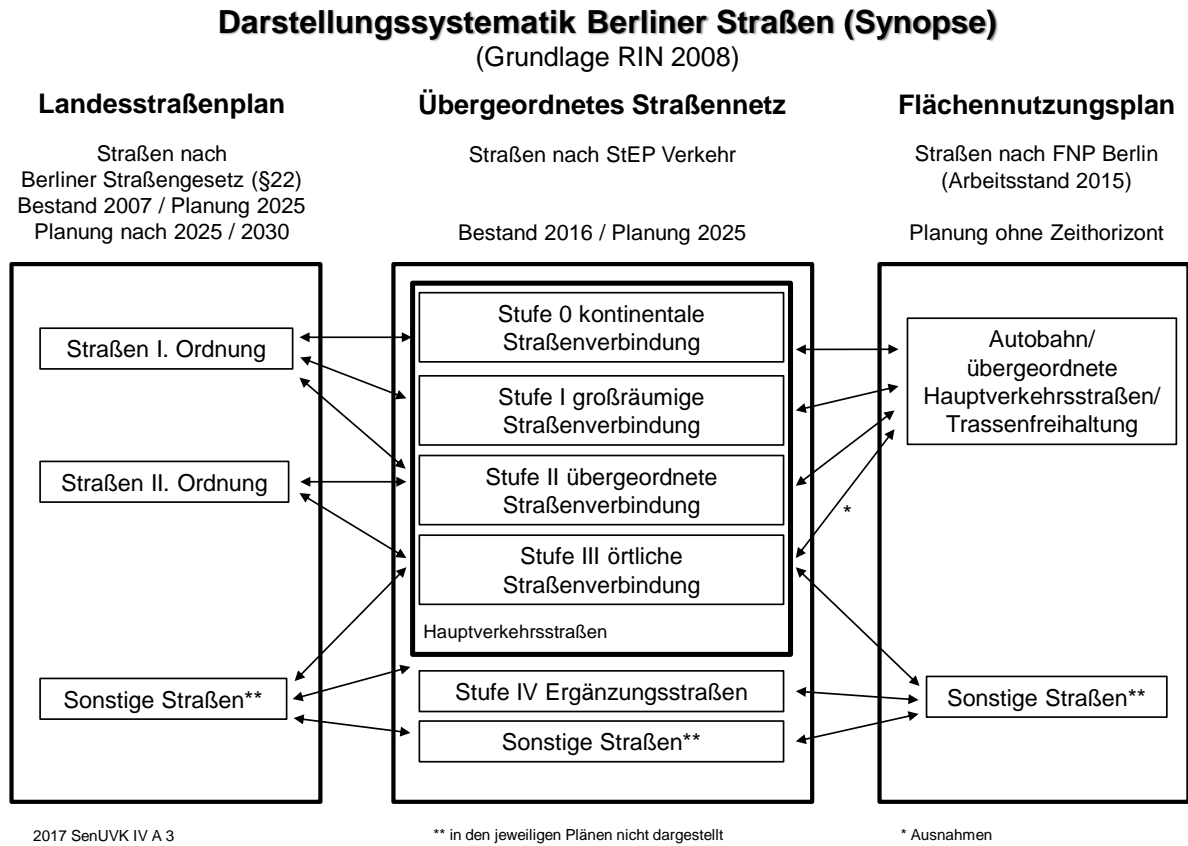 Darstellungssystematik Berliner Straßen (Synopse)
(Grundlage RIN 2008)
Landesstraßenplan
Straßen nach
Berliner Straßengesetz (§22)
Bestand 2007 / Planung 2025
Planung nach 2025 / 2030
Straßen I. Ordnung
Straßen II. Ordnung
Sonstige Straßen**
Übergeordnetes Straßennetz
Straßen nach StEP Verkehr
Bestand 2016 / Planung 2025
Stufe 0 kontinentale
Straßenverbindung
Stufe I großräumige
Straßenverbindung
Stufe II übergeordnete
Straßenverbindung
Stufe III örtliche
Straßenverbindung
Hauptverkehrsstraßen
Stufe IV Ergänzungsstraßen
Sonstige Straßen**
Flächennutzungsplan
Straßen nach FNP Berlin
(Arbeitsstand 2015)
Planung ohne Zeithorizont
Autobahn/
übergeordnete
Hauptverkehrsstraßen/
Trassenfreihaltung
*
Sonstige Straßen**
2017 SenUVK IV A 3
** in den jeweiligen Plänen nicht dargestellt
* Ausnahmen